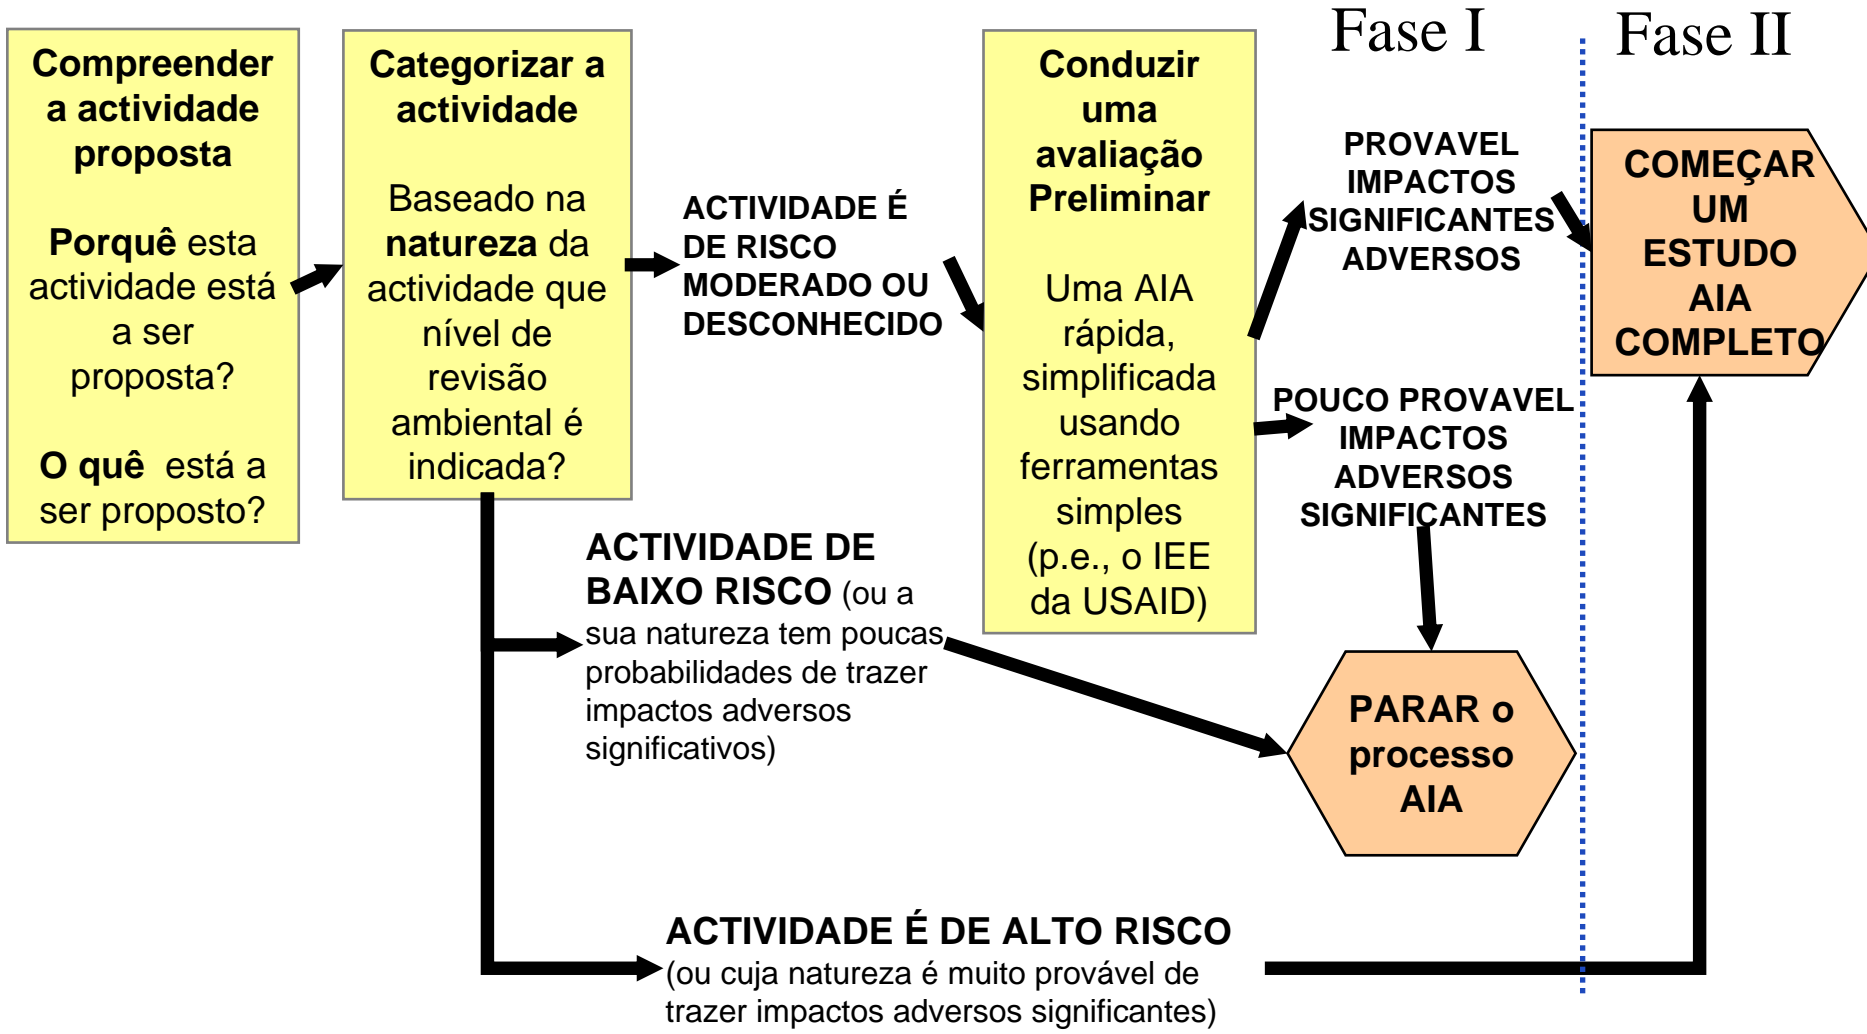 Fase I
Fase II
Compreender
a actividade
proposta
Porquê esta
actividade está
a ser
proposta?
O quê está a
ser proposto?
Categorizar a
actividade
Baseado na
natureza da
actividade que
nível de
revisão
ambiental é
indicada?
ACTIVIDADE É
DE RISCO
MODERADO OU
DESCONHECIDO
Conduzir
uma
avaliação
Preliminar
Uma AIA
rápida,
simplificada
usando
ferramentas
simples
(p.e., o IEE
da USAID)
PROVAVEL
IMPACTOS
SIGNIFICANTES
ADVERSOS
COMEÇAR
UM
ESTUDO
AIA
COMPLETO
POUCO PROVAVEL
IMPACTOS
ADVERSOS
SIGNIFICANTES
ACTIVIDADE DE
BAIXO RISCO (ou a
sua natureza tem poucas
probabilidades de trazer
impactos adversos
significativos)
PARAR o
processo
AIA
ACTIVIDADE É DE ALTO RISCO
(ou cuja natureza é muito provável de
trazer impactos adversos significantes)